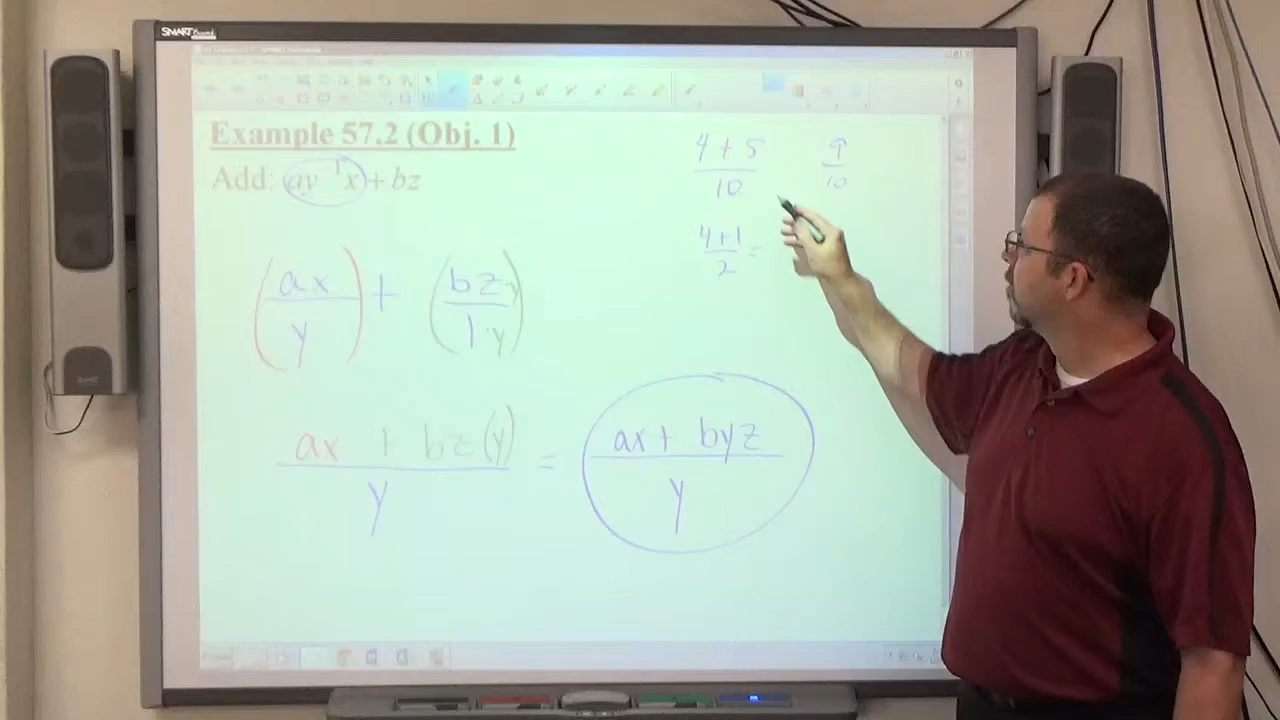 SMART Board
Example 57.2 (Obj. 1)
Add: ay⁻¹x + bz
4 + 5
10
9
10
4+1
2
=
(ax/y) + (bz·y/1·y)
ax + bz(y)
y
=
ax + byz
y
SMART